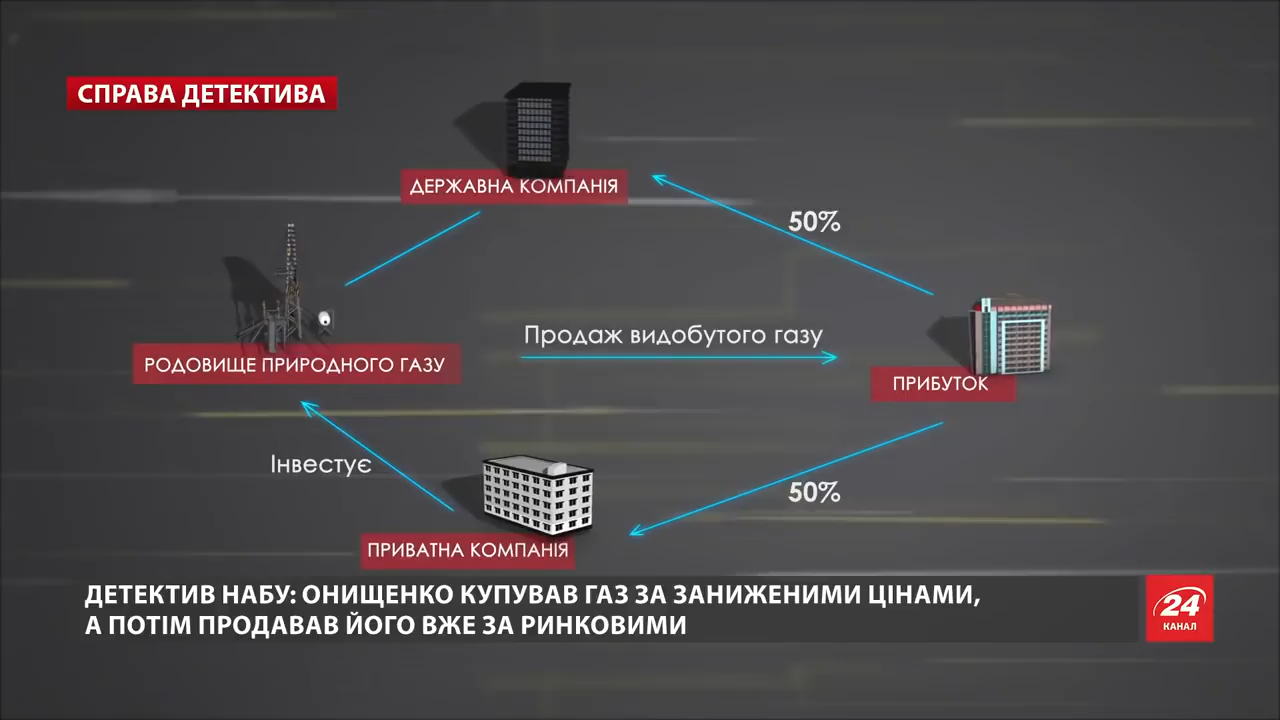 СПРАВА ДЕТЕКТИВА
ДЕРЖАВНА КОМПАНІЯ
50%
Продаж видобутого газу
РОДОВИЩЕ ПРИРОДНОГО ГАЗУ
ПРИБУТОК
Інвестує
50%
ПРИВАТНА КОМПАНІЯ
ДЕТЕКТИВ НАБУ: ОНИЩЕНКО КУПУВАВ ГАЗ ЗА ЗАНИЖЕНИМИ ЦІНАМИ,
А ПОТІМ ПРОДАВАВ ЙОГО ВЖЕ ЗА РИНКОВИМИ
24
КАНАЛ